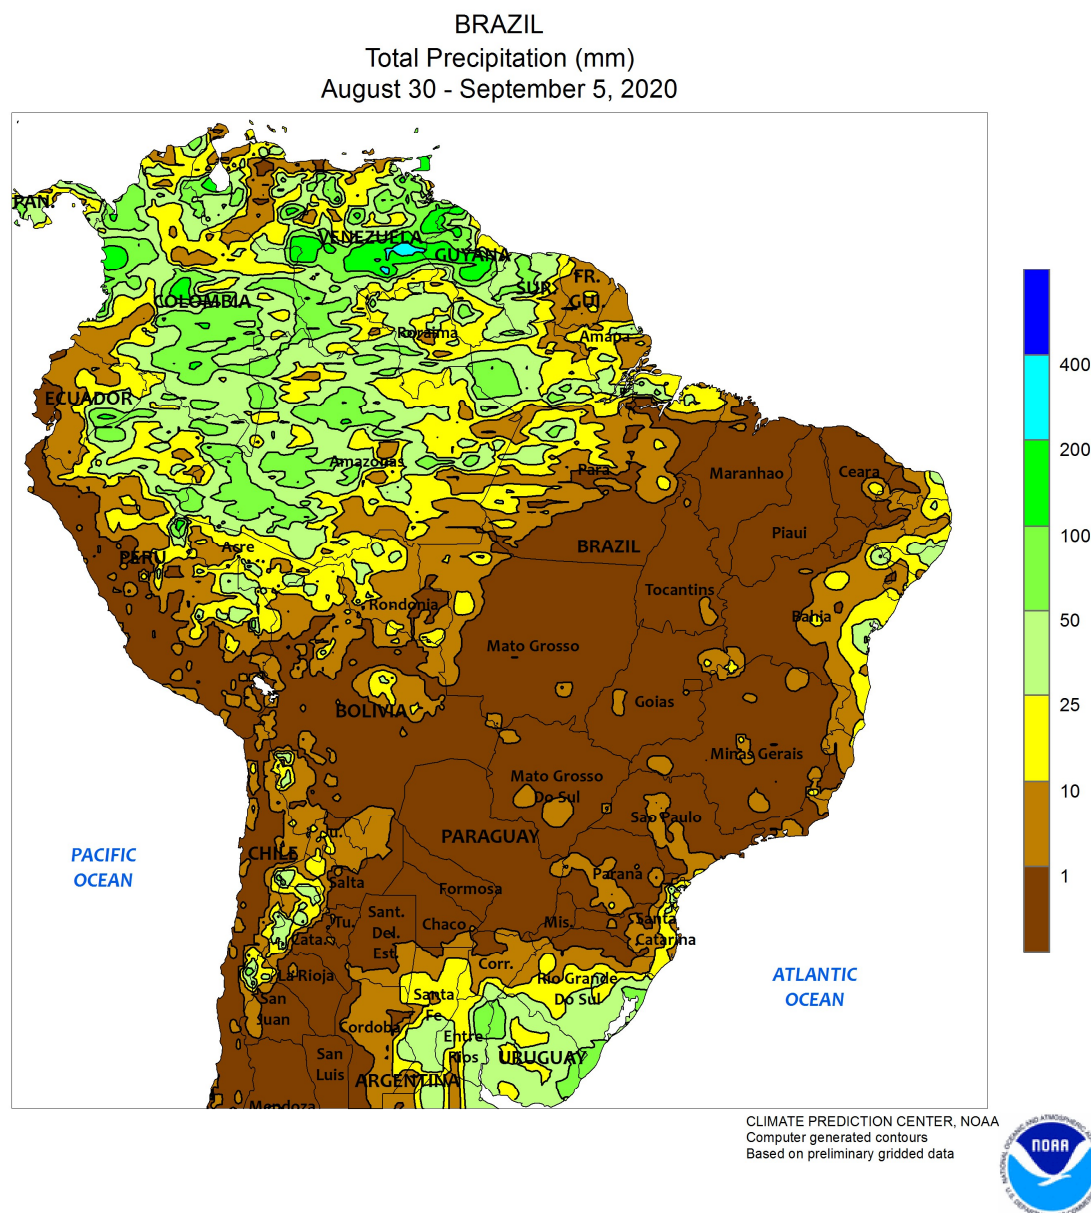 BRAZIL
Total Precipitation (mm)
August 30 - September 5, 2020
PAN.
VENEZUELA
GUYANA
SUR.
FR.
GUI.
COLOMBIA
Roraima
Amapa
ECUADOR
Amazonas
Para
Maranhao
Ceara
PERU
Acre
BRAZIL
Piaui
Rondonia
Tocantins
Bahia
Mato Grosso
BOLIVIA
Goias
Minas Gerais
Mato Grosso
Do Sul
Sao Paulo
PARAGUAY
CHILE
Ju.
Salta
Formosa
Parana
PACIFIC
OCEAN
Tu.
Sant.
Del.
Est.
Chaco
Mis.
Santa
Catarina
Cata.
La Rioja
Corr.
Rio Grande
Do Sul
ATLANTIC
OCEAN
San
Juan
Santa
Fe
Cordoba
Entre
Rios
URUGUAY
San
Luis
ARGENTINA
Mendoza
400
200
100
50
25
10
1
CLIMATE PREDICTION CENTER, NOAA
Computer generated contours
Based on preliminary gridded data
NOAA